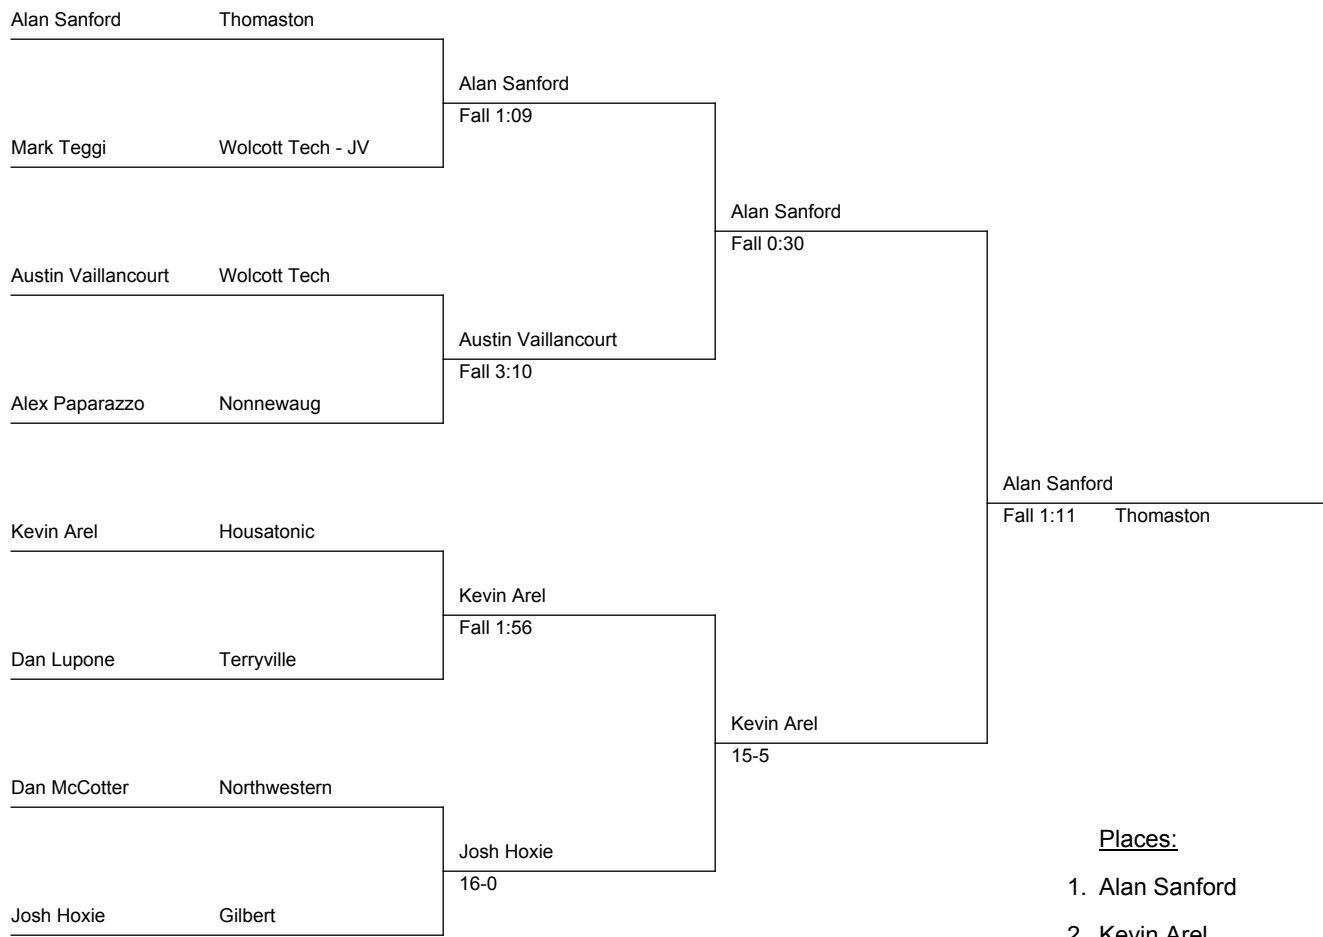 Alan Sanford Thomaston
Alan Sanford
Fall 1:09
Mark Teggi Wolcott Tech - JV
Alan Sanford
Fall 0:30
Austin Vaillancourt Wolcott Tech
Austin Vaillancourt
Fall 3:10
Alex Paparazzo Nonnewaug
Alan Sanford
Fall 1:11 Thomaston
Kevin Arel Housatonic
Kevin Arel
Fall 1:56
Dan Lupone Terryville
Kevin Arel
15-5
Dan McCotter Northwestern
Places:
Josh Hoxie
16-0
1. Alan Sanford
Josh Hoxie Gilbert
2. Kevin Arel